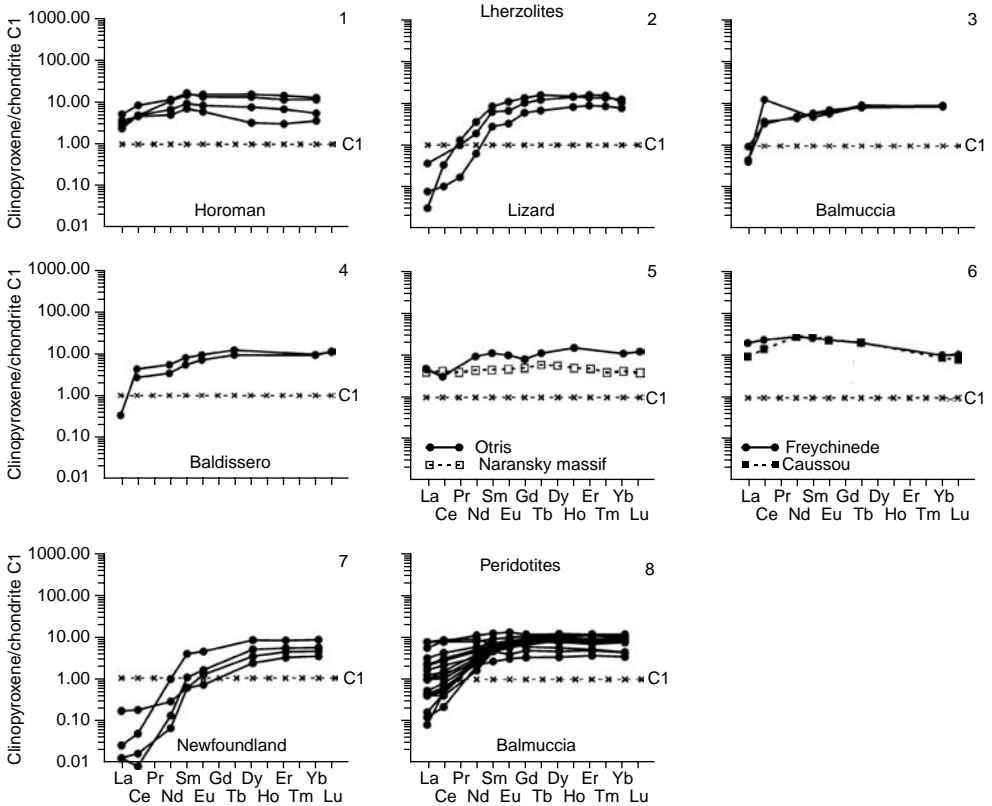 Lherzolites
1
2
3
Clinopyroxene/chondrite C1
1000.00
100.00
10.00
1.00
0.10
0.01
C1
C1
C1
Horoman
Lizard
Balmuccia
4
5
6
Clinopyroxene/chondrite C1
1000.00
100.00
10.00
1.00
0.10
0.01
C1
C1
C1
Baldissero
Otris
Naransky massif
Freychinede
Caussou
La Pr Sm Gd Dy Er Yb
Ce Nd Eu Tb Ho Tm Lu
La Pr Sm Gd Dy Er Yb
Ce Nd Eu Tb Ho Tm Lu
7
Peridotites
8
Clinopyroxene/chondrite C1
1000.00
100.00
10.00
1.00
0.10
0.01
C1
C1
Newfoundland
Balmuccia
La Pr Sm Gd Dy Er Yb
Ce Nd Eu Tb Ho Tm Lu
La Pr Sm Gd Dy Er Yb
Ce Nd Eu Tb Ho Tm Lu